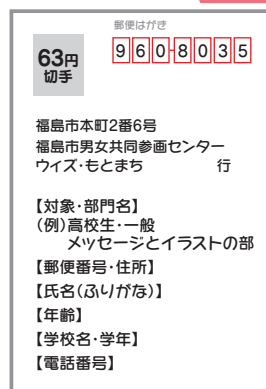 郵便はがき
63円
切手
960-8035
福島市本町2番6号
福島市男女共同参画センター
ウィズ・もとまち 行
【対象・部門名】
(例)高校生・一般
メッセージとイラストの部
【郵便番号・住所】
【氏名(ふりがな)】
【年齢】
【学校名・学年】
【電話番号】